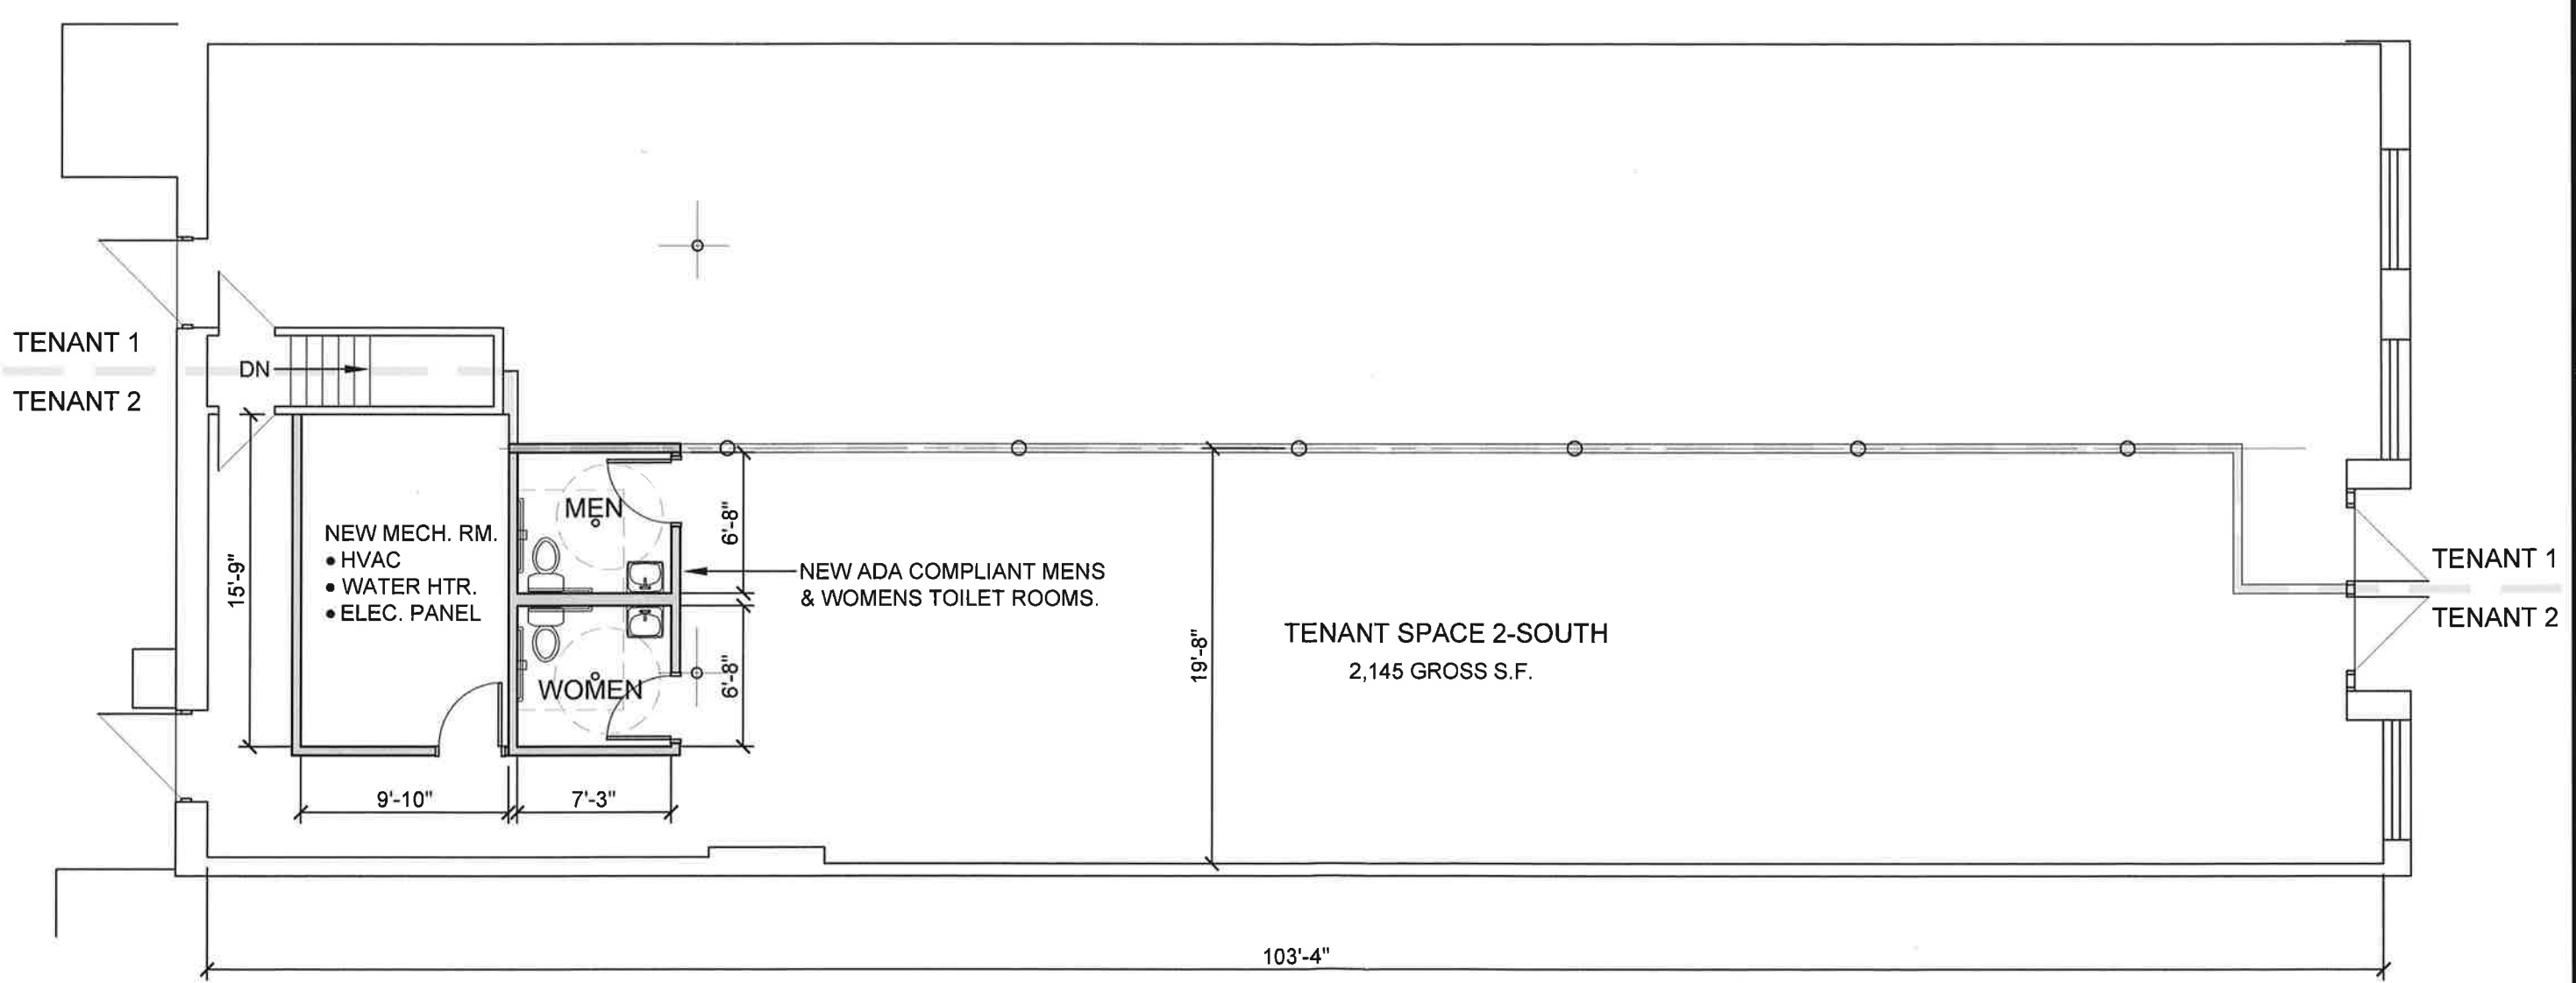 TENANT 1
DN
TENANT 2
MEN
NEW MECH. RM.
• HVAC
• WATER HTR.
• ELEC. PANEL
15'-9"
6'-8"
NEW ADA COMPLIANT MENS
& WOMENS TOILET ROOMS.
TENANT 1
TENANT 2
19'-8"
TENANT SPACE 2-SOUTH
2,145 GROSS S.F.
WOMEN
6'-8"
9'-10"
7'-3"
103'-4"